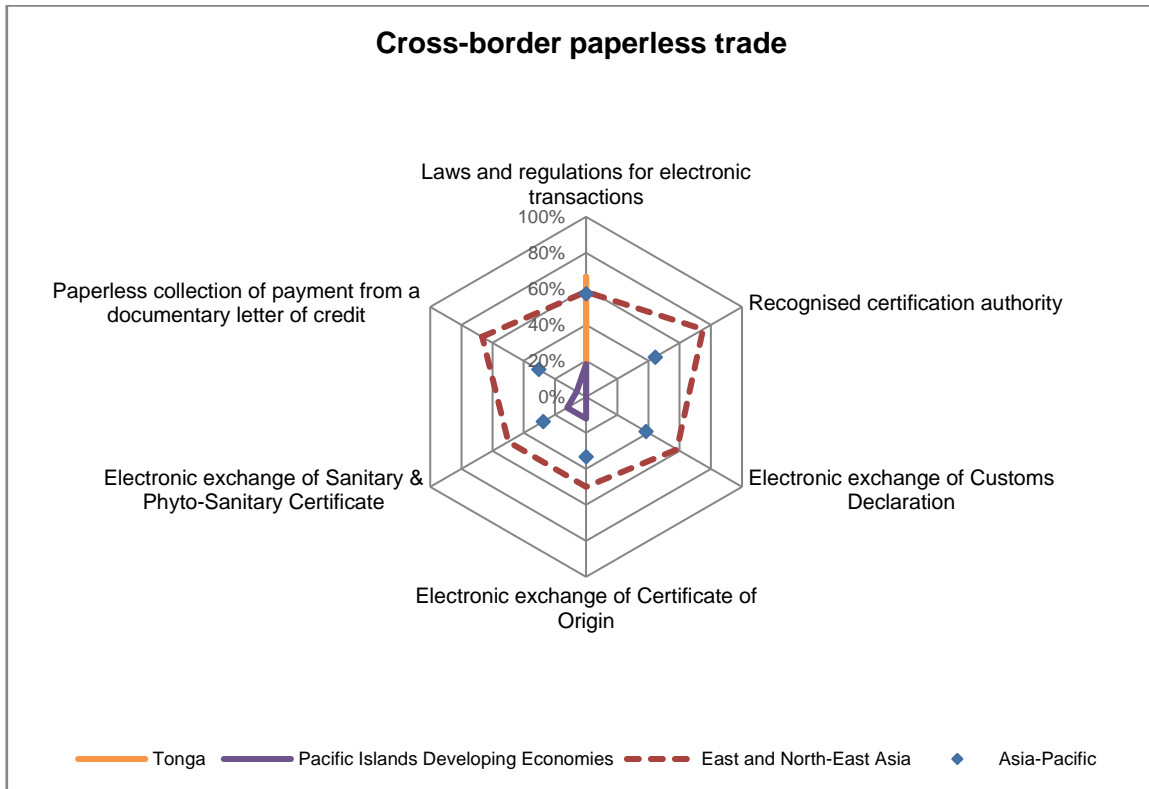 Cross-border paperless trade
Laws and regulations for electronic
transactions
100%
80%
60%
40%
20%
0%
Recognised certification authority
Electronic exchange of Customs
Declaration
Electronic exchange of Certificate of
Origin
Electronic exchange of Sanitary &
Phyto-Sanitary Certificate
Paperless collection of payment from a
documentary letter of credit
Tonga
Pacific Islands Developing Economies
East and North-East Asia
Asia-Pacific